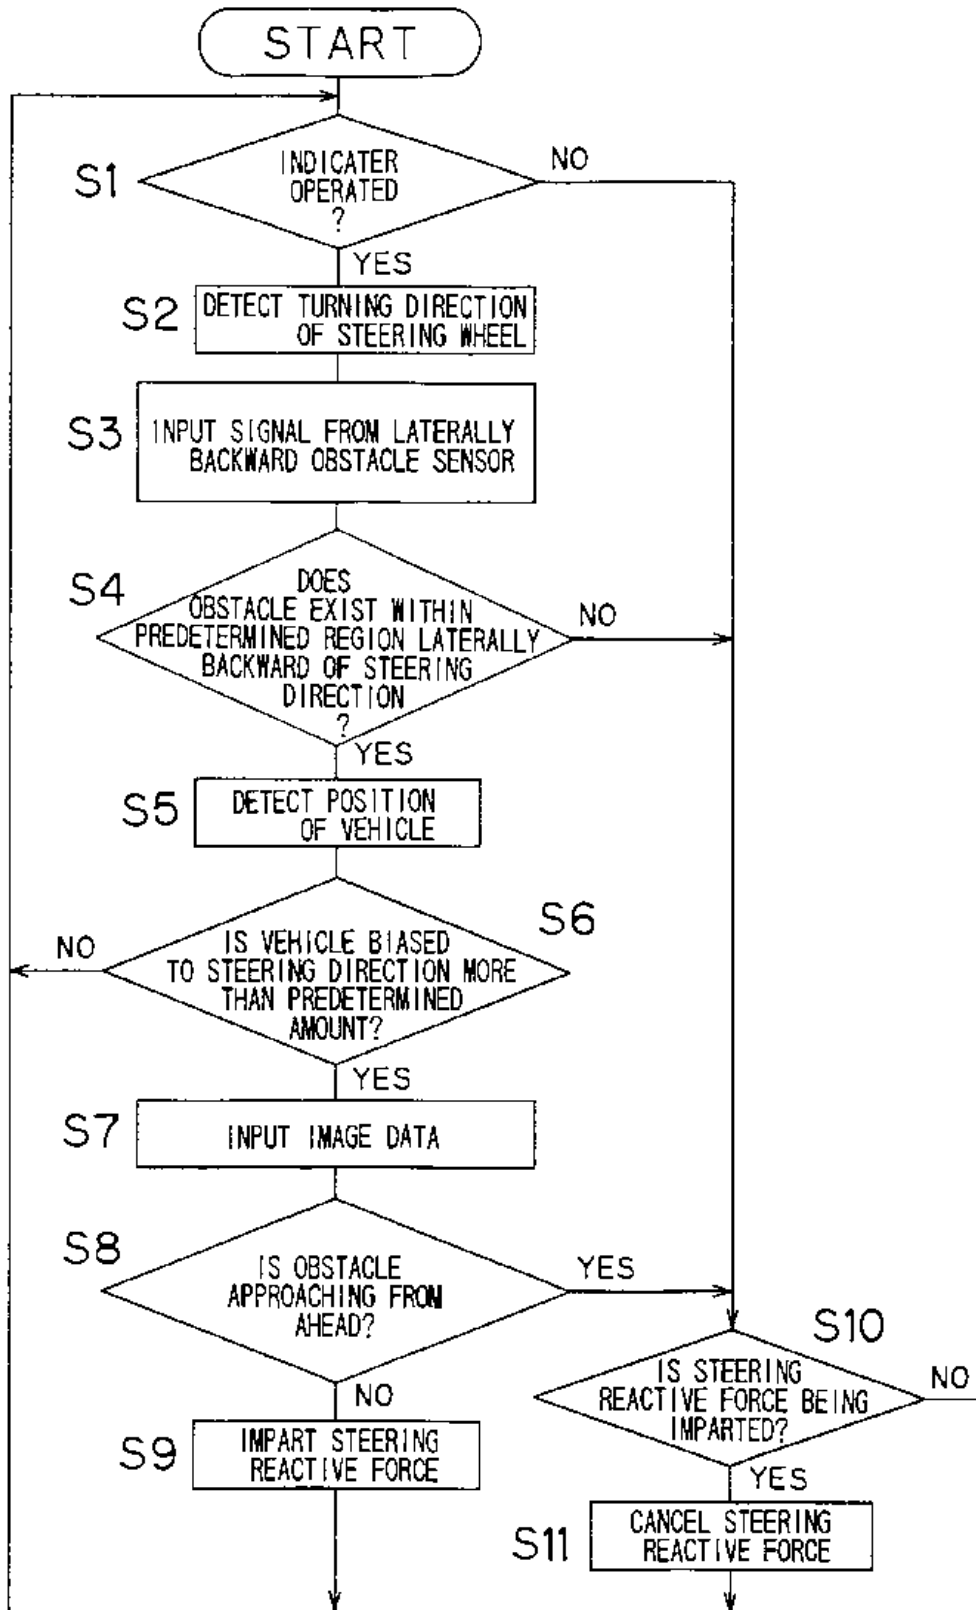 START
S1
INDICATER
OPERATED
?
NO
YES
S2
DETECT TURNING DIRECTION
OF STEERING WHEEL
S3
INPUT SIGNAL FROM LATERALLY
BACKWARD OBSTACLE SENSOR
S4
DOES
OBSTACLE EXIST WITHIN
PREDETERMINED REGION LATERALLY
BACKWARD OF STEERING
DIRECTION
?
NO
YES
S5
DETECT POSITION
OF VEHICLE
S6
NO
IS VEHICLE BIASED
TO STEERING DIRECTION MORE
THAN PREDETERMINED
AMOUNT?
YES
S7
INPUT IMAGE DATA
S8
IS OBSTACLE
APPROACHING FROM
AHEAD?
YES
NO
S9
IMPART STEERING
REACTIVE FORCE
S10
IS STEERING
REACTIVE FORCE BEING
IMPARTED?
NO
YES
S11
CANCEL STEERING
REACTIVE FORCE